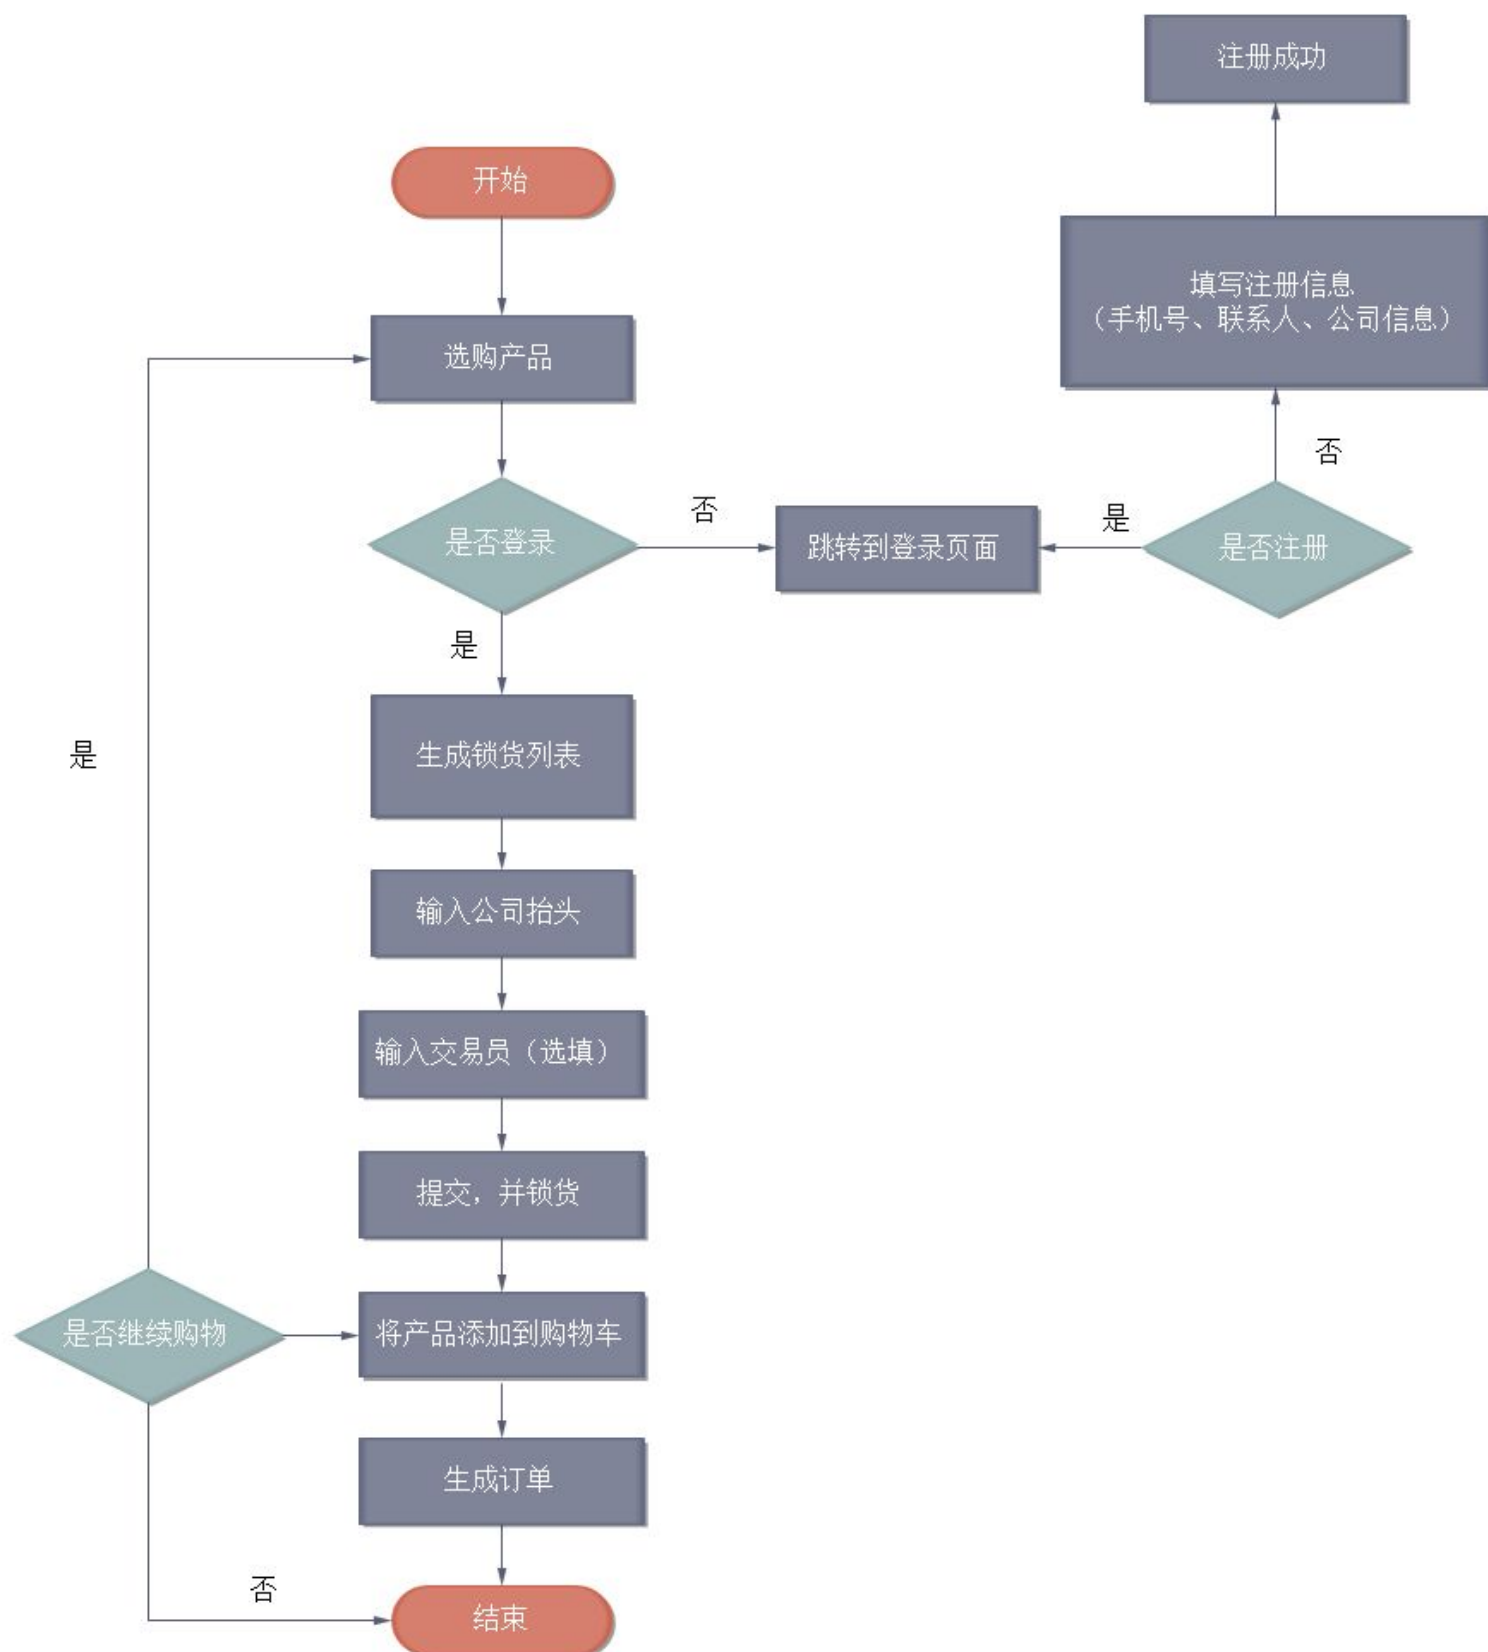 注册成功
开始
填写注册信息
（手机号、联系人、公司信息）
选购产品
否
是否登录
否
跳转到登录页面
是
是否注册
是
生成锁货列表
是
输入公司抬头
输入交易员（选填）
提交，并锁货
是否继续购物
将产品添加到购物车
生成订单
否
结束